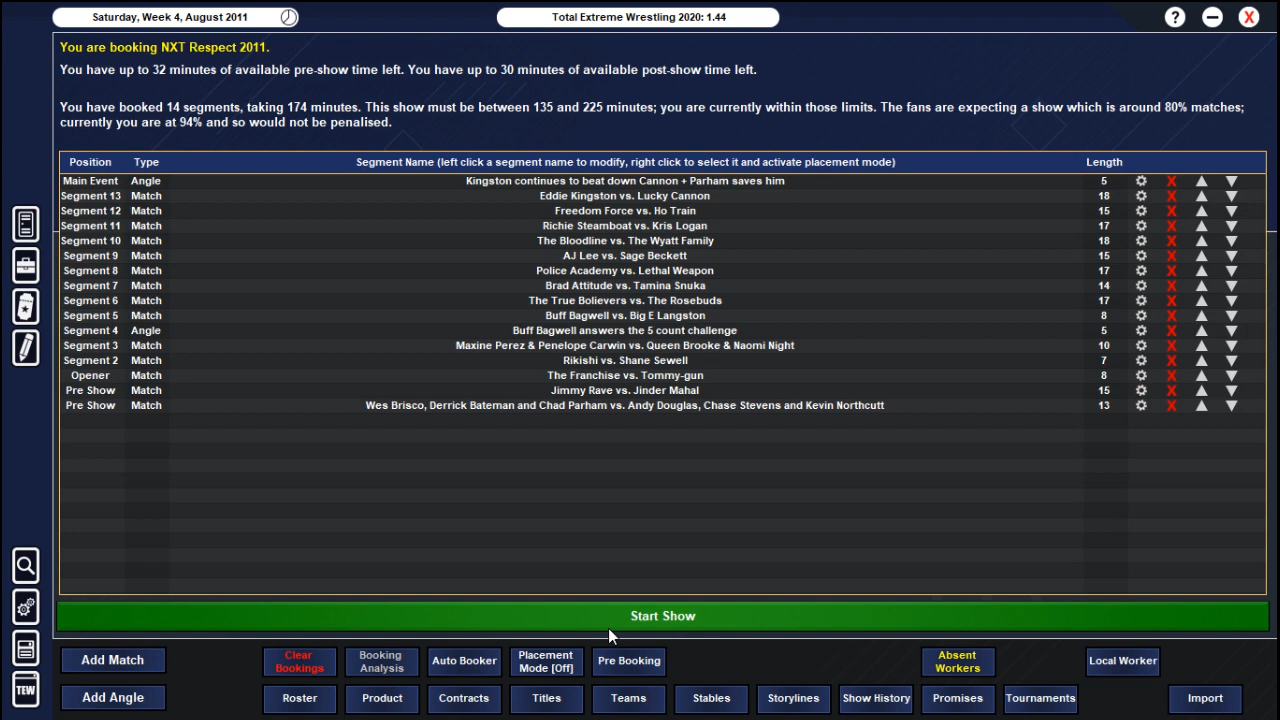 Saturday, Week 4, August 2011
Total Extreme Wrestling 2020: 1.44
? X
You are booking NXT Respect 2011.
You have up to 32 minutes of available pre-show time left. You have up to 30 minutes of available post-show time left.
You have booked 14 segments, taking 174 minutes. This show must be between 135 and 225 minutes; you are currently within those limits. The fans are expecting a show which is around 80% matches;
currently you are at 94% and so would not be penalised.
Position Type Segment Name (left click a segment name to modify, right click to select it and activate placement mode) Length
Main Event Angle Kingston continues to beat down Cannon + Parham saves him 5 X
Segment 13 Match Eddie Kingston vs. Lucky Cannon 18 X
Segment 12 Match Freedom Force vs. Ho Train 15 X
Segment 11 Match Richie Steamboat vs. Kris Logan 17 X
Segment 10 Match The Bloodline vs. The Wyatt Family 18 X
Segment 9 Match AJ Lee vs. Sage Beckett 15 X
Segment 8 Match Police Academy vs. Lethal Weapon 17 X
Segment 7 Match Brad Attitude vs. Tamina Snuka 14 X
Segment 6 Match The True Bolievers vs. The Rosebuds 17 X
Segment 5 Match Buff Bagwell vs. Big E Langston 8 X
Segment 4 Angle Buff Bagwell answers the 5 count challenge 5 X
Segment 3 Match Maxine Perez & Penelope Carwin vs. Queen Brooke & Naomi Night 10 X
Segment 2 Match Rikishi vs. Shane Sewell 7 X
Opener Match The Franchise vs. Tommy-gun 8 X
Pre Show Match Jimmy Rave vs. Jinder Mahal 15 X
Pre Show Match Wes Brisco, Derrick Bateman and Chad Parham vs. Andy Douglas, Chase Stevens and Kevin Northcutt 13 X
Start Show
Add Match
Clear
Bookings
Booking
Analysis
Auto Booker
Placement
Mode [Off]
Pre Booking
Absent
Workers
Local Worker
TEW
Add Angle
Roster
Product
Contracts
Titles
Teams
Stables
Storylines
Show History
Promises
Tournaments
Import